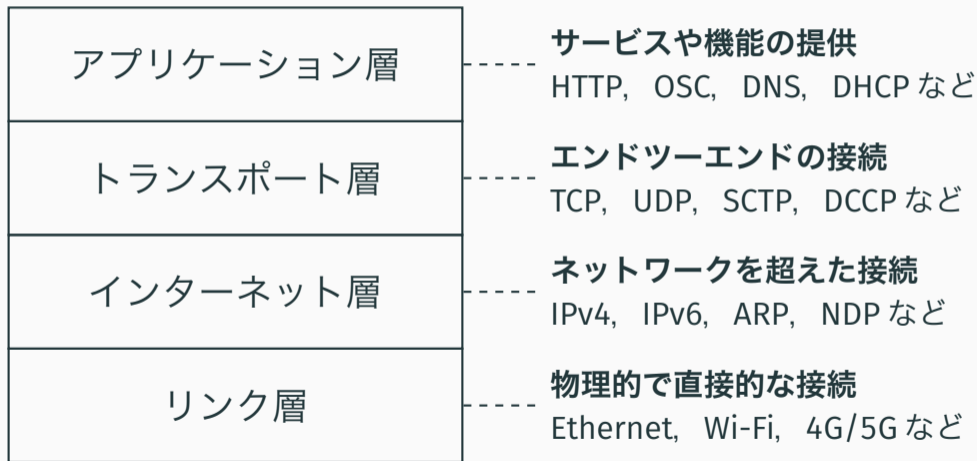 アプリケーション層
サービスや機能の提供
HTTP, OSC, DNS, DHCP など
トランスポート層
エンドツーエンドの接続
TCP, UDP, SCTP, DCCP など
インターネット層
ネットワークを超えた接続
IPv4, IPv6, ARP, NDP など
リンク層
物理的で直接的な接続
Ethernet, Wi-Fi, 4G/5G など